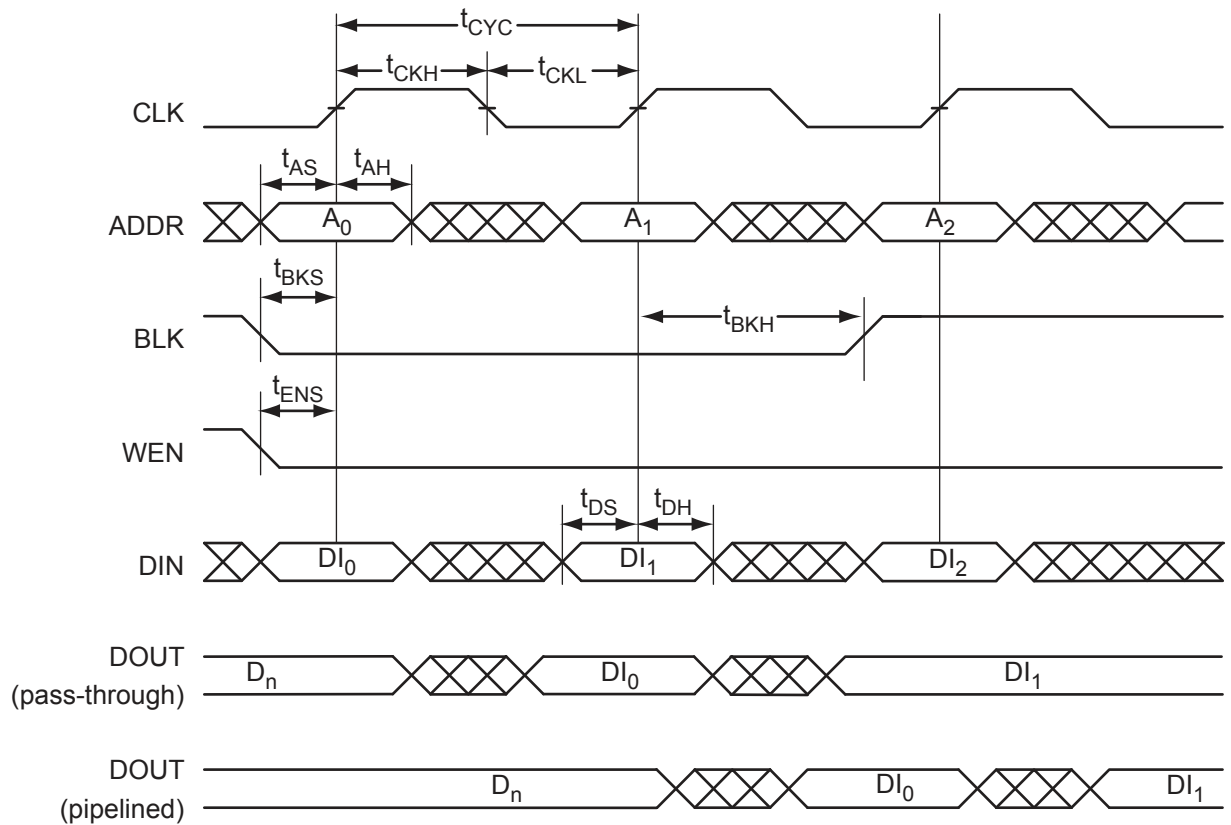 tCYC
tCKH tCKL
CLK
tAS tAH
ADDR A0 A1 A2
tBKS
BLK tBKH
tENS
WEN
tDS tDH
DIN DI0 DI1 DI2
DOUT
(pass-through) Dn DI0 DI1
DOUT
(pipelined) Dn DI0 DI1